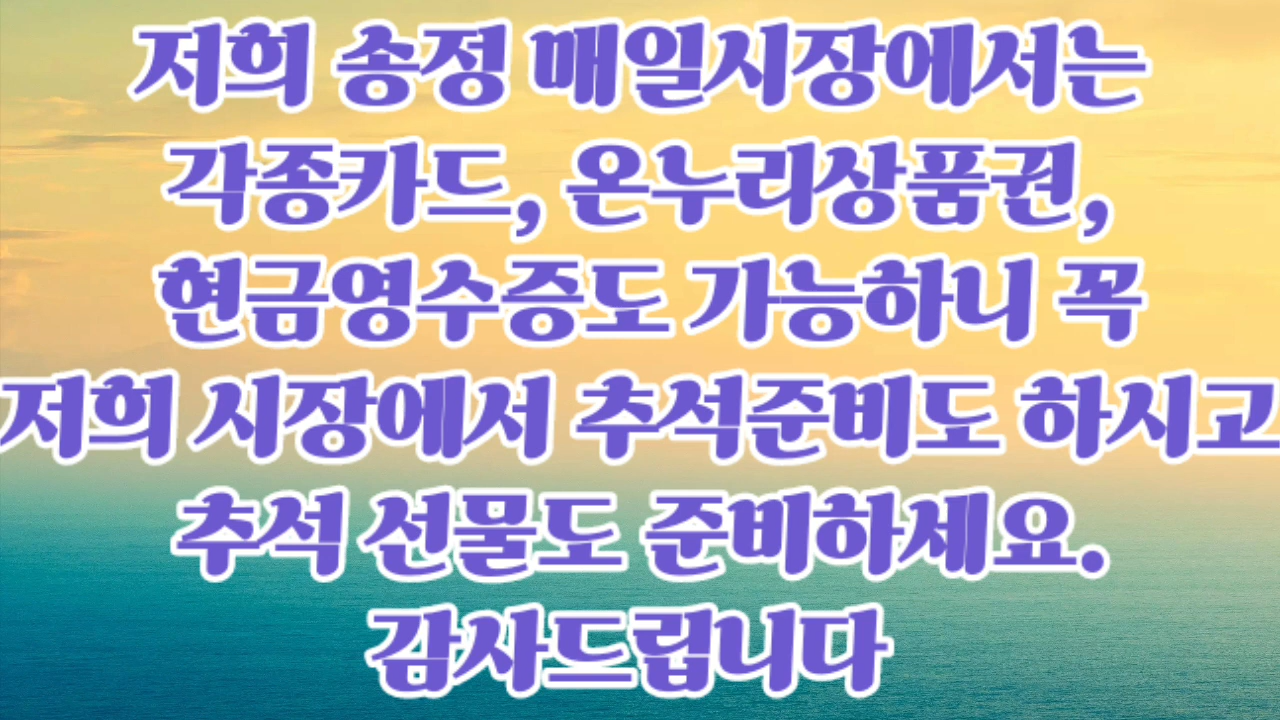 저희 송정 매일시장에서는
각종카드, 온누리상품권,
현금영수증도 가능하니 꼭
저희 시장에서 추석준비도 하시고
추석 선물도 준비하세요.
감사드립니다